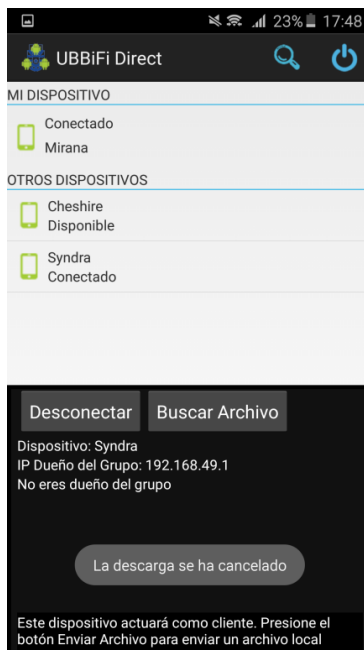 23% 17:48
UBBiFi Direct
MI DISPOSITIVO
Conectado
Mirana
OTROS DISPOSITIVOS
Cheshire
Disponible
Syndra
Conectado
Desconectar Buscar Archivo
Dispositivo: Syndra
IP Dueño del Grupo: 192.168.49.1
No eres dueño del grupo
La descarga se ha cancelado
Este dispositivo actuará como cliente. Presione el
botón Enviar Archivo para enviar un archivo local